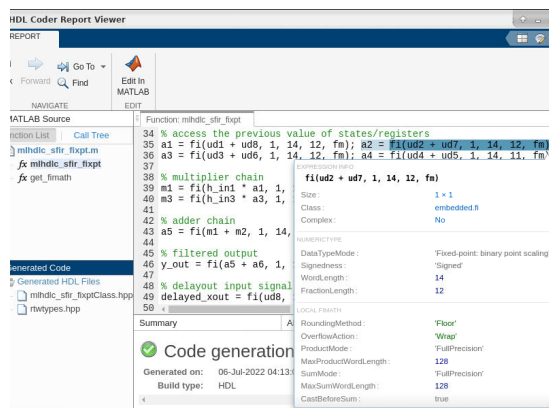 HDL Coder Report Viewer
REPORT
Forward
Go To
Find
Edit In
MATLAB
NAVIGATE
EDIT
MATLAB Source
Function: mlhdlc_sfir_fixpt
Function List
Call Tree
mlhdlc_sfir_fixpt.m
fx mlhdlc_sfir_fixpt
fx get_fimath
34 % access the previous value of states/registers
35 a1 = fi(ud1 + ud8, 1, 14, 12, fm); a2 = fi(ud2 + ud7, 1, 14, 12, fm)
36 a3 = fi(ud3 + ud6, 1, 14, 12, fm); a4 = fi(ud4 + ud5, 1, 14, 11, fm)
37
38 % multiplier chain
39 m1 = fi(h_in1 * a1, 1,
40 m3 = fi(h_in3 * a3, 1,
41
42 % adder chain
43 a5 = fi(m1 + m2, 1, 14,
44
45 % filtered output
46 y_out = fi(a5 + a6, 1,
47
48 % delayout input signal
49 delayed_xout = fi(ud8,
50
EXPRESSION INFO
fi(ud2 + ud7, 1, 14, 12, fm)
Size: 1 × 1
Class: embedded.fi
Complex: No
NUMERICTYPE
DataTypeMode: 'Fixed-point: binary point scaling'
Signedness: 'Signed'
WordLength: 14
FractionLength: 12
LOCAL FIMATH
RoundingMethod: 'Floor'
OverflowAction: 'Wrap'
ProductMode: 'FullPrecision'
MaxProductWordLength: 128
SumMode: 'FullPrecision'
MaxSumWordLength: 128
CastBeforeSum: true
Generated Code
Generated HDL Files
mlhdlc_sfir_fixptClass.hpp
rtwtypes.hpp
Summary
Code generation
Generated on: 06-Jul-2022 04:13:
Build type: HDL